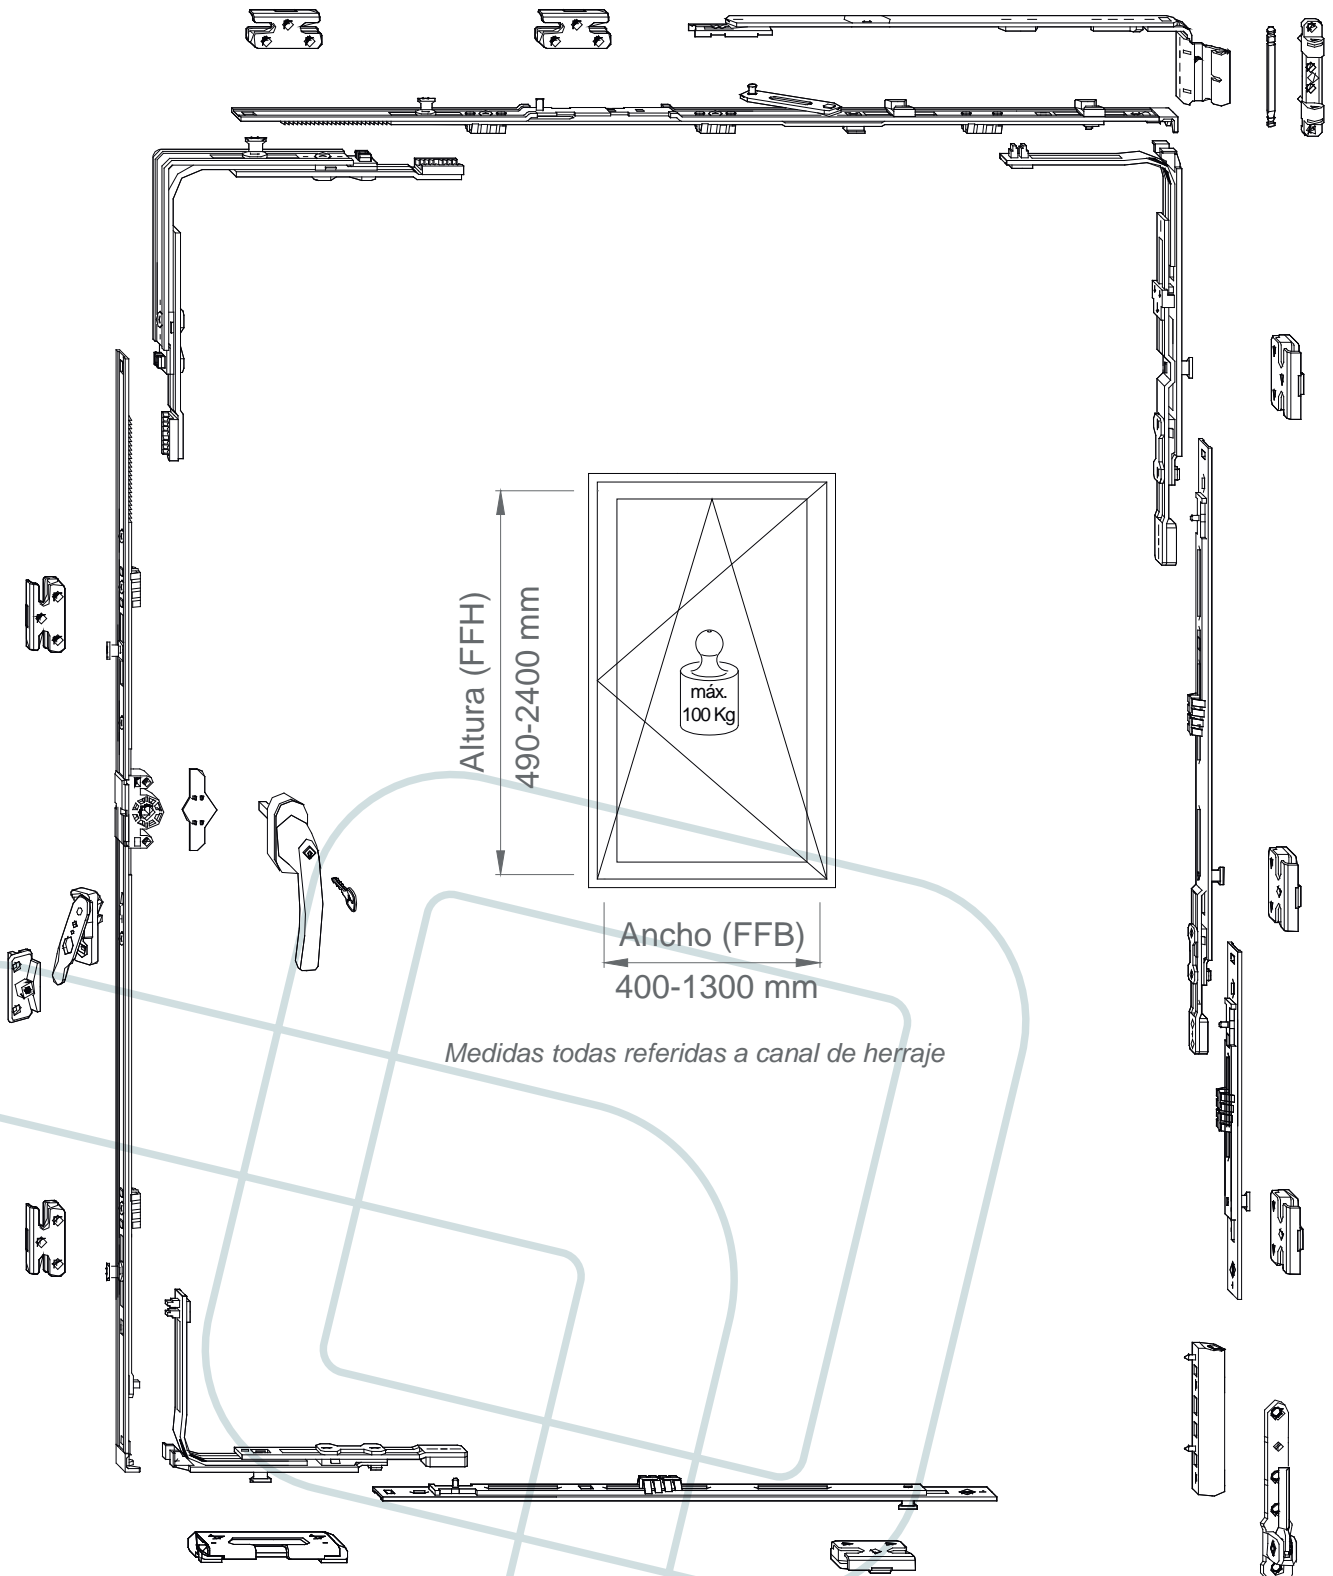 Altura (FFH)
490-2400 mm
máx.
100 Kg
Ancho (FFB)
400-1300 mm
Medidas todas referidas a canal de herraje